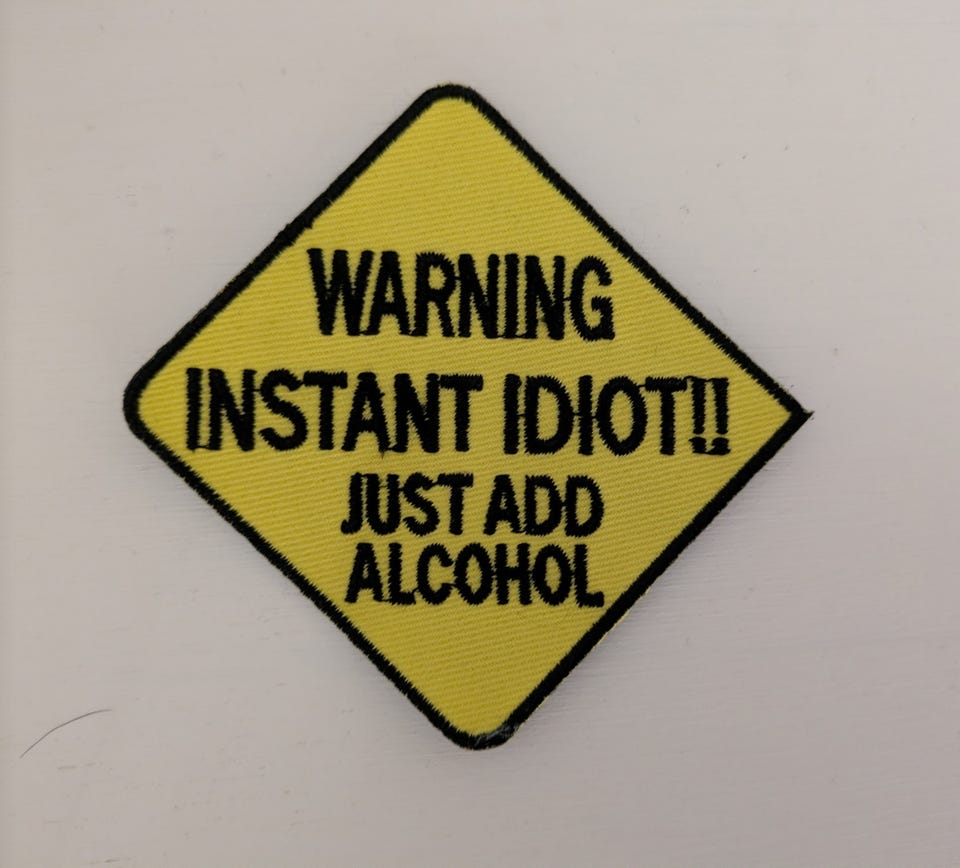 WARNING
INSTANT IDIOT!!
JUST ADD
ALCOHOL